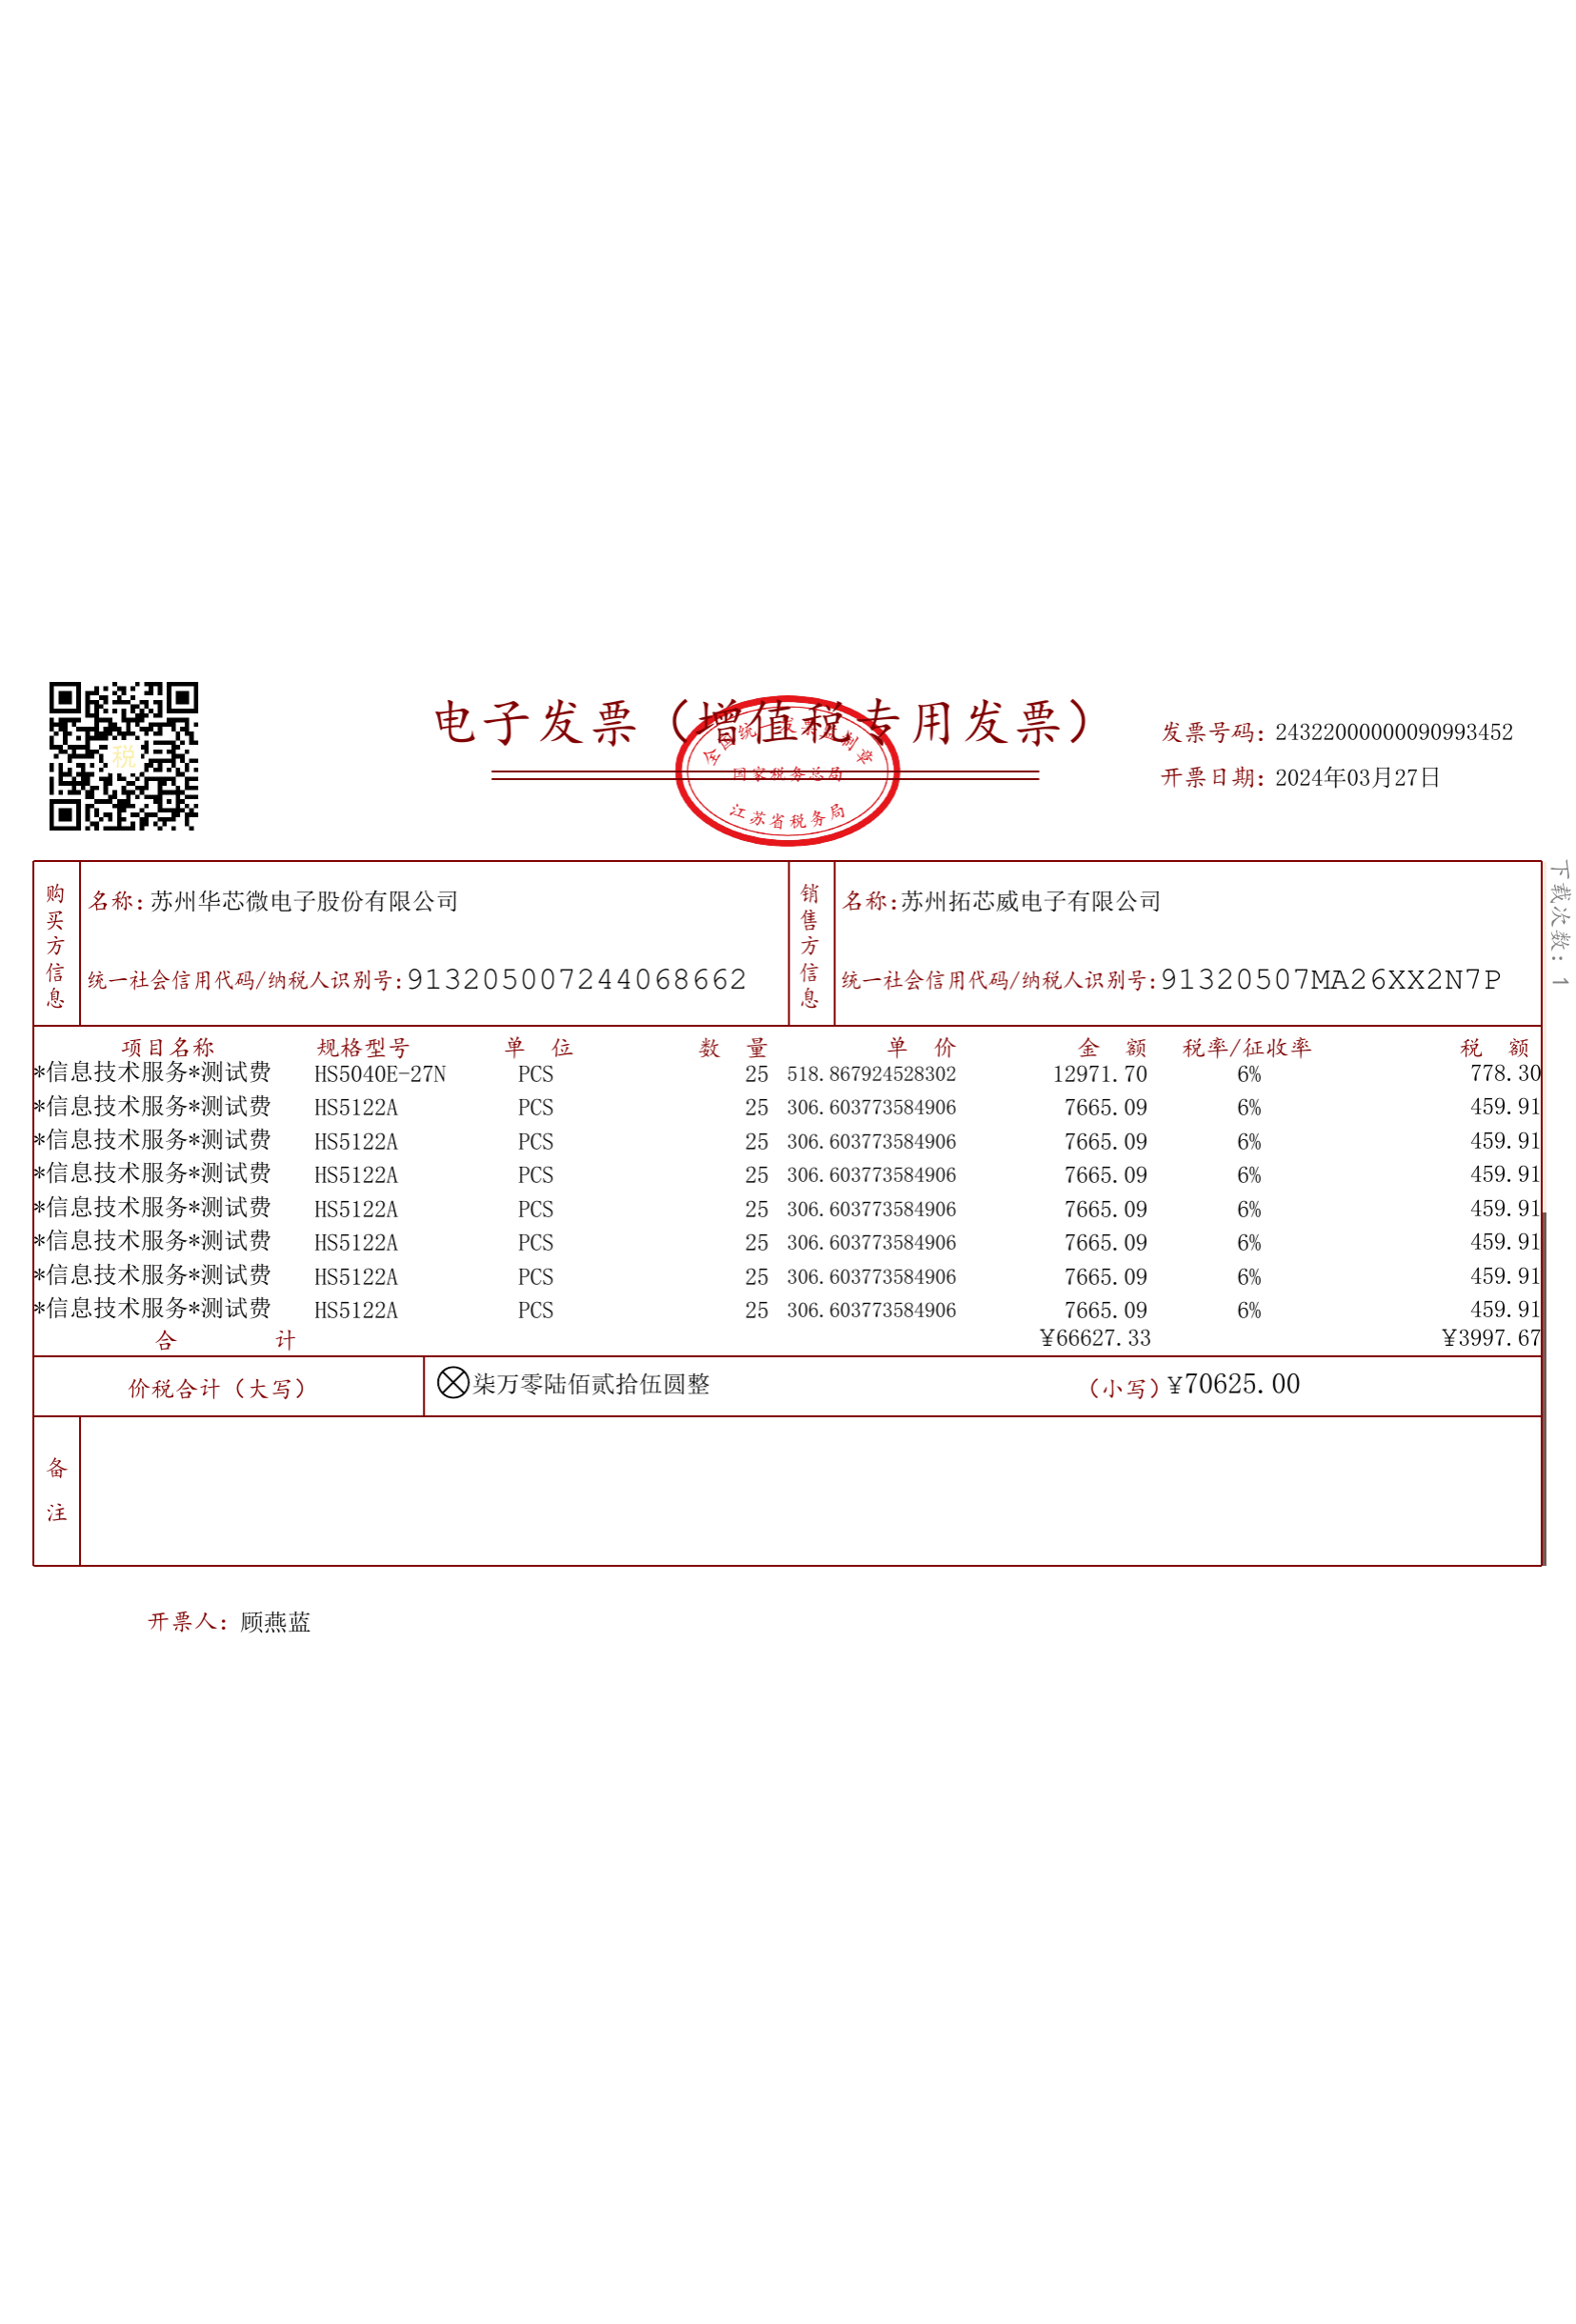 电子发票（增值税专用发票）
全国统一发票监制章
国家税务总局
江苏省税务局
税
发票号码：24322000000090993452
开票日期：2024年03月27日
购买方信息
名称：苏州华芯微电子股份有限公司
统一社会信用代码/纳税人识别号：913205007244068662
销售方信息
名称：苏州拓芯威电子有限公司
统一社会信用代码/纳税人识别号：91320507MA26XX2N7P
下载次数：1
项目名称 规格型号 单 位 数 量 单 价 金 额 税率/征收率 税 额
*信息技术服务*测试费 HS5040E-27N PCS 25 518.867924528302 12971.70 6% 778.30
*信息技术服务*测试费 HS5122A PCS 25 306.603773584906 7665.09 6% 459.91
*信息技术服务*测试费 HS5122A PCS 25 306.603773584906 7665.09 6% 459.91
*信息技术服务*测试费 HS5122A PCS 25 306.603773584906 7665.09 6% 459.91
*信息技术服务*测试费 HS5122A PCS 25 306.603773584906 7665.09 6% 459.91
*信息技术服务*测试费 HS5122A PCS 25 306.603773584906 7665.09 6% 459.91
*信息技术服务*测试费 HS5122A PCS 25 306.603773584906 7665.09 6% 459.91
*信息技术服务*测试费 HS5122A PCS 25 306.603773584906 7665.09 6% 459.91
合 计 ¥66627.33 ¥3997.67
价税合计（大写） 柒万零陆佰贰拾伍圆整 （小写）¥70625.00
备注
开票人：顾燕蓝